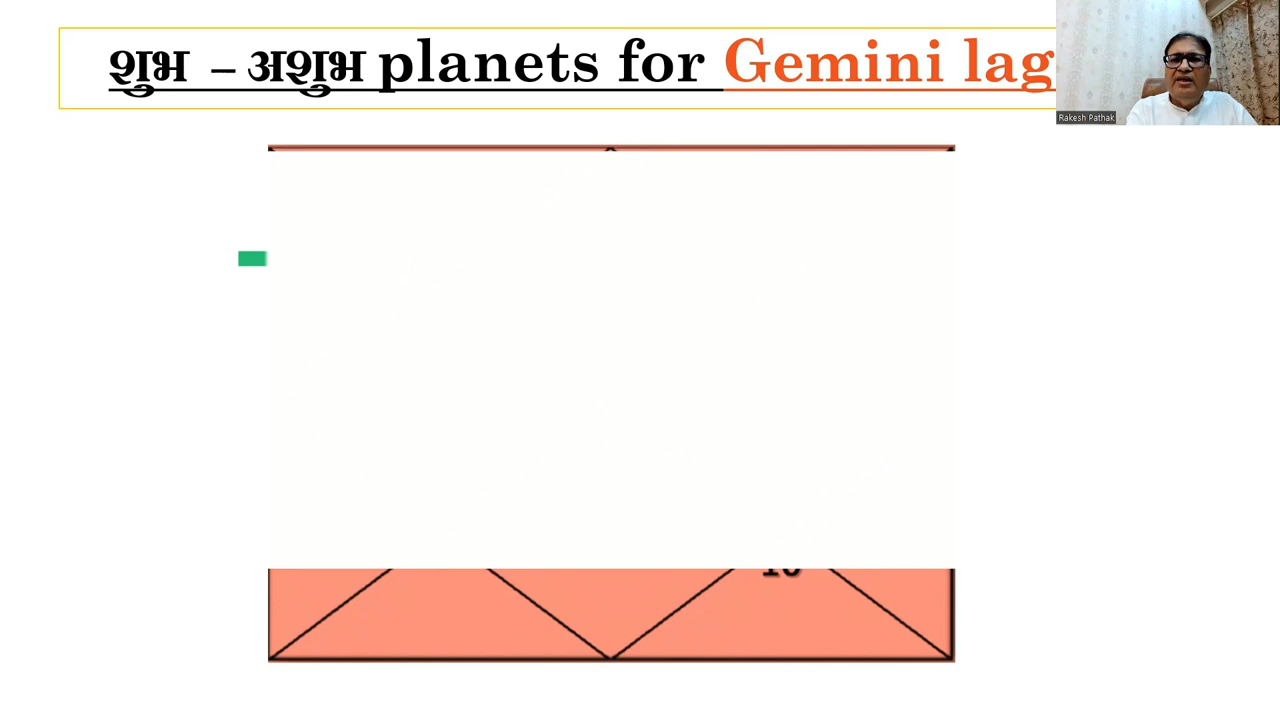 शुभ – अशुभ planets for Gemini lag
Rakesh Pathak